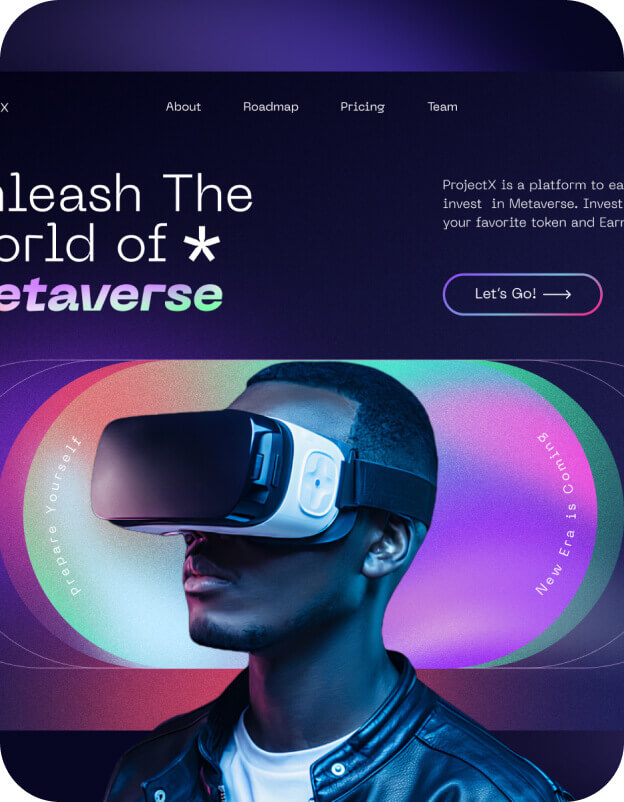 X
About Roadmap Pricing Team
nleash The
orld of *
etaverse
ProjectX is a platform to ea
invest in Metaverse. Invest
your favorite token and Earn
Let's Go!
Prepare Yourself
New Era is Coming